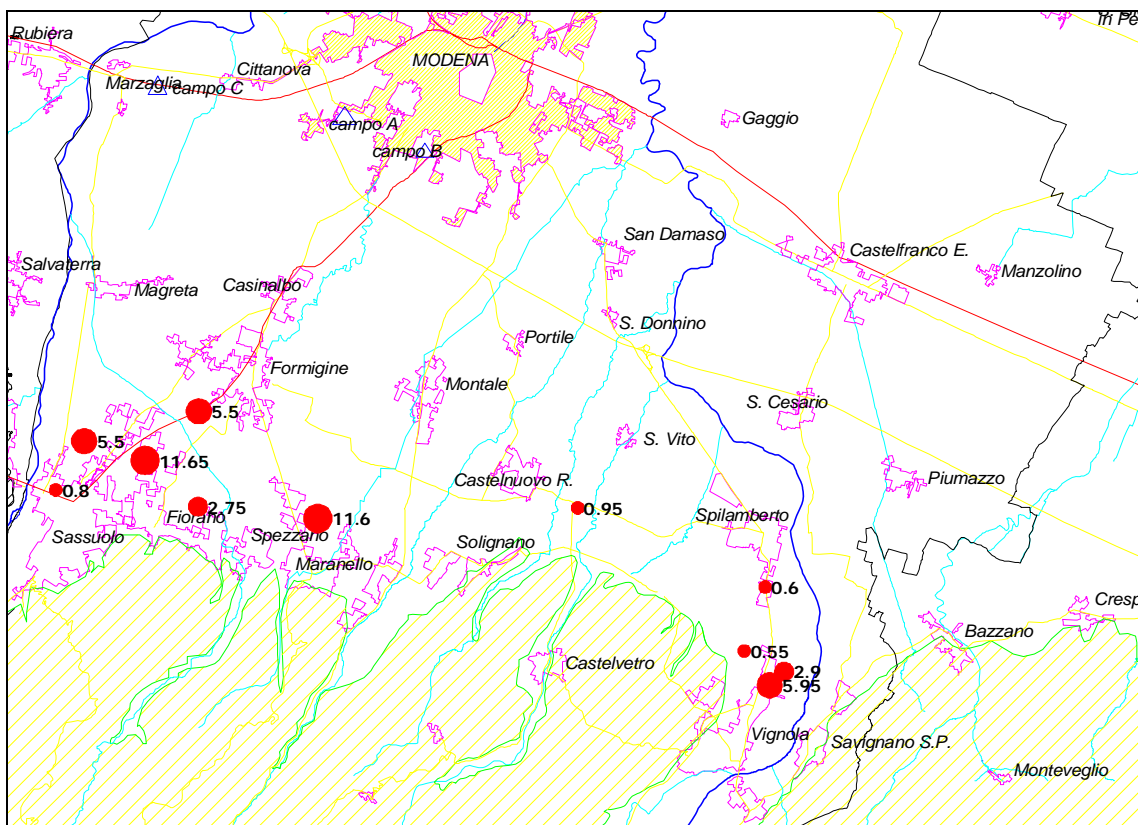 Rubiera
MODENA
Cittanova
Marzaglia
campo C
Gaggio
campo A
campo B
San Damaso
Castelfranco E.
Salvaterra
Manzolino
Magreta
Casinalbo
S. Donnino
Portile
Formigine
Montale
S. Cesario
5.5
5.5
S. Vito
11.65
Piumazzo
Castelnuovo R.
0.8
2.75
0.95
Fiorano
11.6
Spilamberto
Sassuolo
Spezzano
Solignano
Maranello
0.6
Cresp
Bazzano
0.55
Castelvetro
2.9
5.95
Vignola
Savignano S.P.
Monteveglio